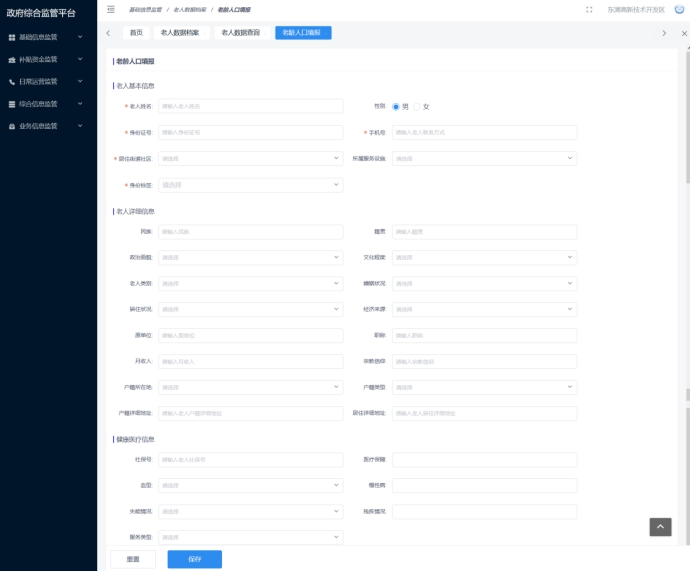 政府综合监管平台
基础信息监管 / 老人数据档案 / 老龄人口填报
东湖高新技术开发区
首页 老人数据档案 老人数据查询 老龄人口填报
基础信息监管
补贴资金监管
日常运营监管
综合信息监管
业务信息监管
老龄人口填报
老人基本信息
* 老人姓名: 请输入老人姓名 性别: 男 女
* 身份证号: 请输入身份证号 * 手机号: 请输入老人联系方式
* 居住街道社区: 请选择 所属服务设施: 请选择
* 身份标签: 请选择
老人详细信息
民族: 请输入民族 籍贯: 请输入籍贯
政治面貌: 请选择 文化程度: 请选择
老人类别: 请选择 婚姻状况: 请选择
居住状况: 请选择 经济来源: 请选择
原单位: 请输入原单位 职称: 请输入职称
月收入: 请输入月收入 宗教信仰: 请输入宗教信仰
户籍所在地: 请选择 户籍类型: 请选择
户籍详细地址: 请输入老人户籍详细地址 居住详细地址: 请输入老人居住详细地址
健康医疗信息
社保号: 请输入老人社保号 医疗保障:
血型: 请选择 慢性病:
失能情况: 请选择 残疾情况:
服务类型: 请选择
重置 保存